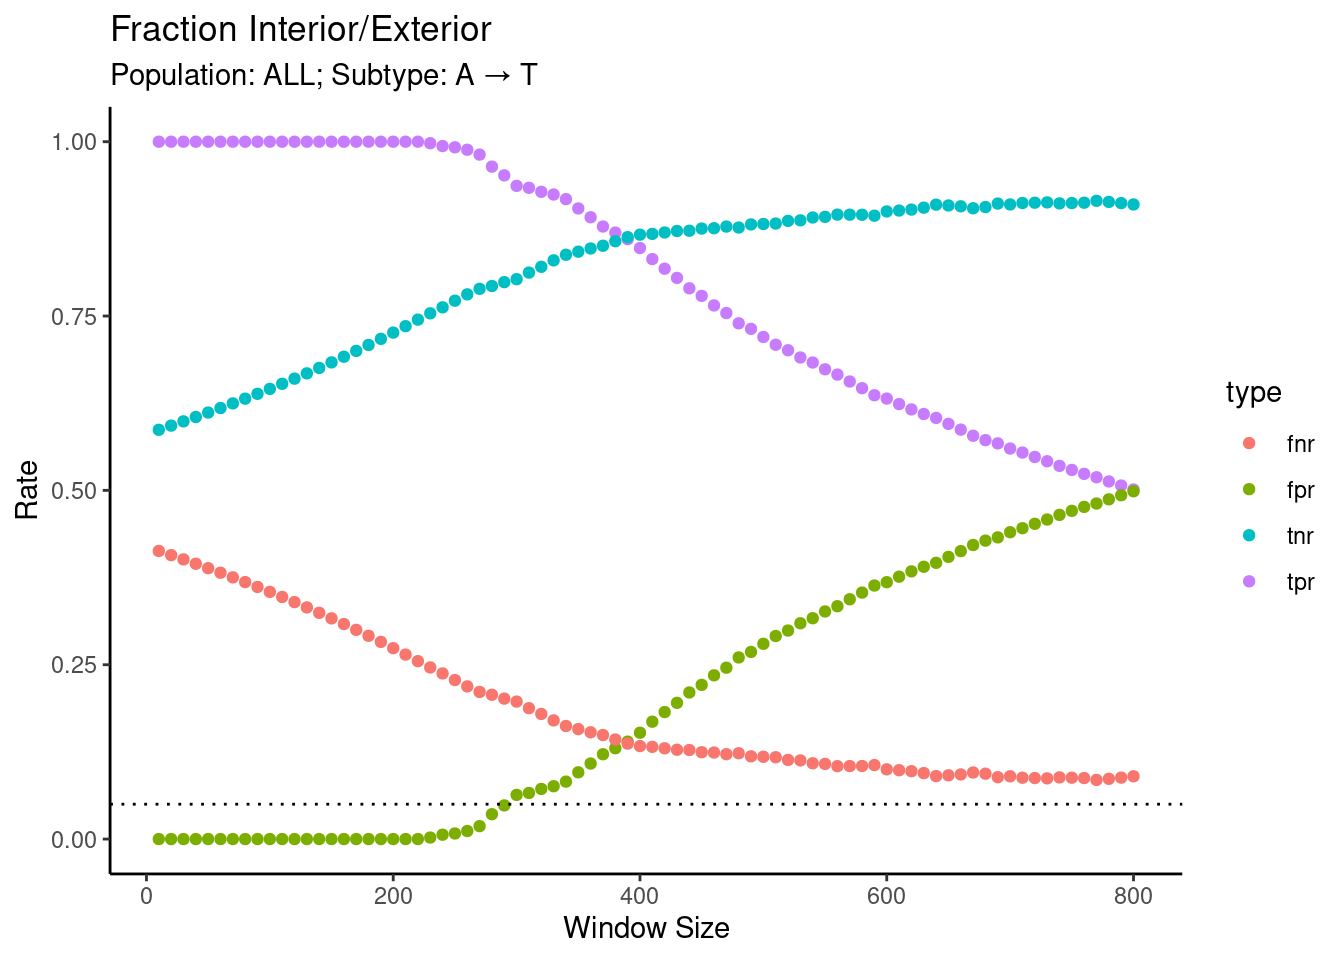 Fraction Interior/Exterior
Population: ALL; Subtype: A → T
1.00
0.75
0.50
0.25
0.00
Rate
0 200 400 600 800
Window Size
type
fnr
fpr
tnr
tpr